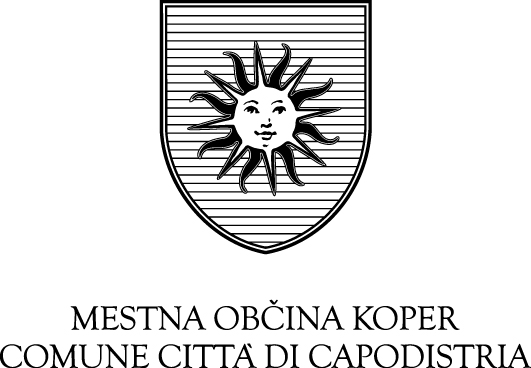 MESTNA OBČINA KOPER
COMUNE CITTÀ DI CAPODISTRIA